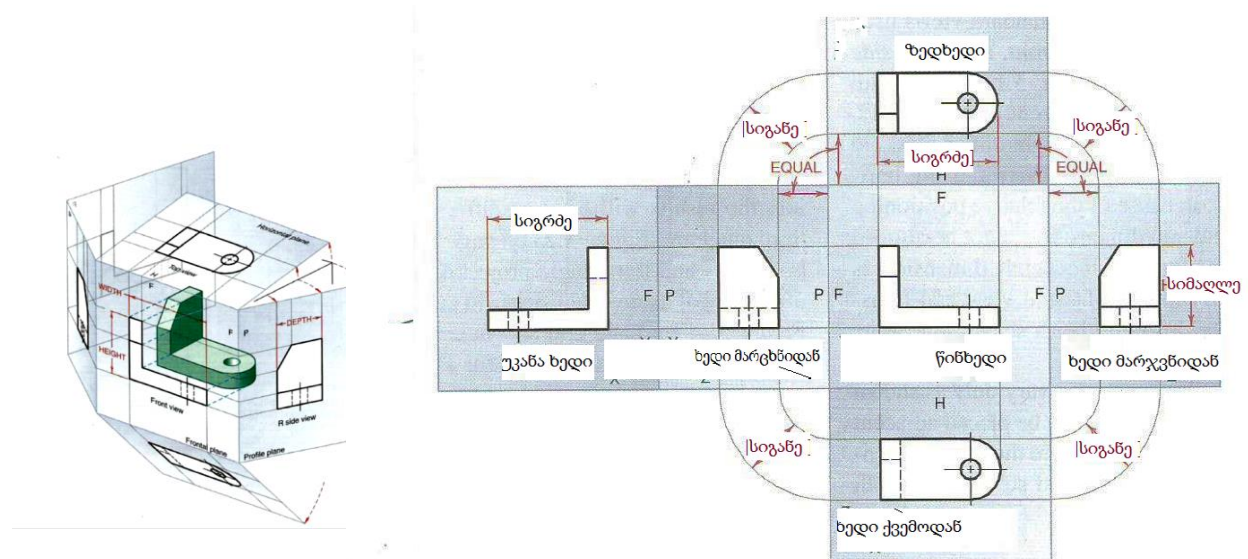 Horizontal plane
Top view
H
F
WIDTH
F
P
DEPTH
HEIGHT
Front view
R side view
Frontal plane
Profile plane
ზედხედი
სიგანე
სიგანე
EQUAL
სიგრძე
EQUAL
H
F
სიგრძე
F P
P F
F P
სიმაღლე
უკანა ხედი
ხედი მარცხნიდან
წინხედი
ხედი მარჯვნიდან
X
Z
H
სიგანე
სიგანე
ხედი ქვემოდან